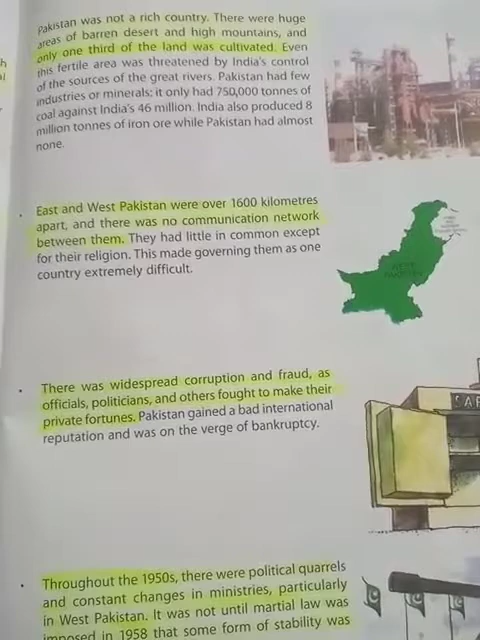 Pakistan was not a rich country. There were huge
areas of barren desert and high mountains, and
only one third of the land was cultivated. Even
this fertile area was threatened by India's control
of the sources of the great rivers. Pakistan had few
industries or minerals: it only had 750,000 tonnes of
coal against India's 46 million. India also produced 8
million tonnes of iron ore while Pakistan had almost
none.
• East and West Pakistan were over 1600 kilometres
apart, and there was no communication network
between them. They had little in common except
for their religion. This made governing them as one
country extremely difficult.
• There was widespread corruption and fraud, as
officials, politicians, and others fought to make their
private fortunes. Pakistan gained a bad international
reputation and was on the verge of bankruptcy.
• Throughout the 1950s, there were political quarrels
and constant changes in ministries, particularly
in West Pakistan. It was not until martial law was
imposed in 1958 that some form of stability was